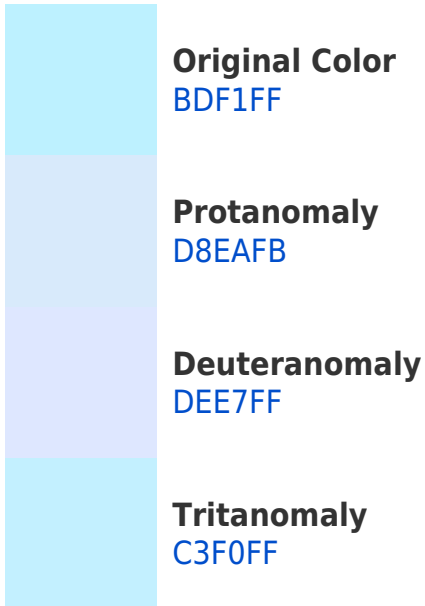 Original Color
BDF1FF
Protanomaly
D8EAFB
Deuteranomaly
DEE7FF
Tritanomaly
C3F0FF